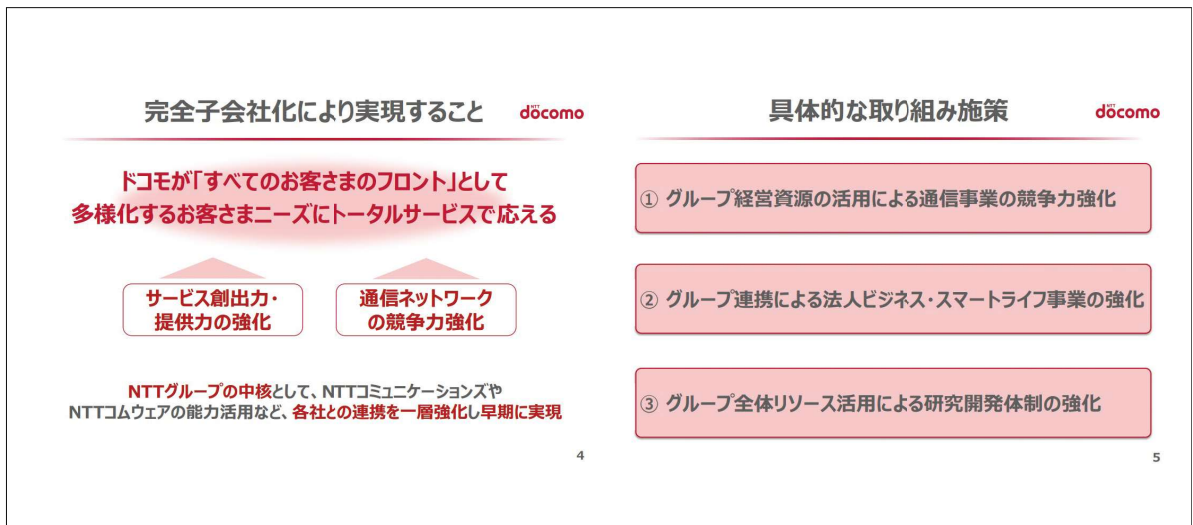 完全子会社化により実現すること
NTT
döcomo
ドコモが「すべてのお客さまのフロント」として
多様化するお客さまニーズにトータルサービスで応える
サービス創出力・
提供力の強化
通信ネットワーク
の競争力強化
NTTグループの中核として、NTTコミュニケーションズや
NTTコムウェアの能力活用など、各社との連携を一層強化し早期に実現
4
具体的な取り組み施策
NTT
döcomo
① グループ経営資源の活用による通信事業の競争力強化
② グループ連携による法人ビジネス・スマートライフ事業の強化
③ グループ全体リソース活用による研究開発体制の強化
5